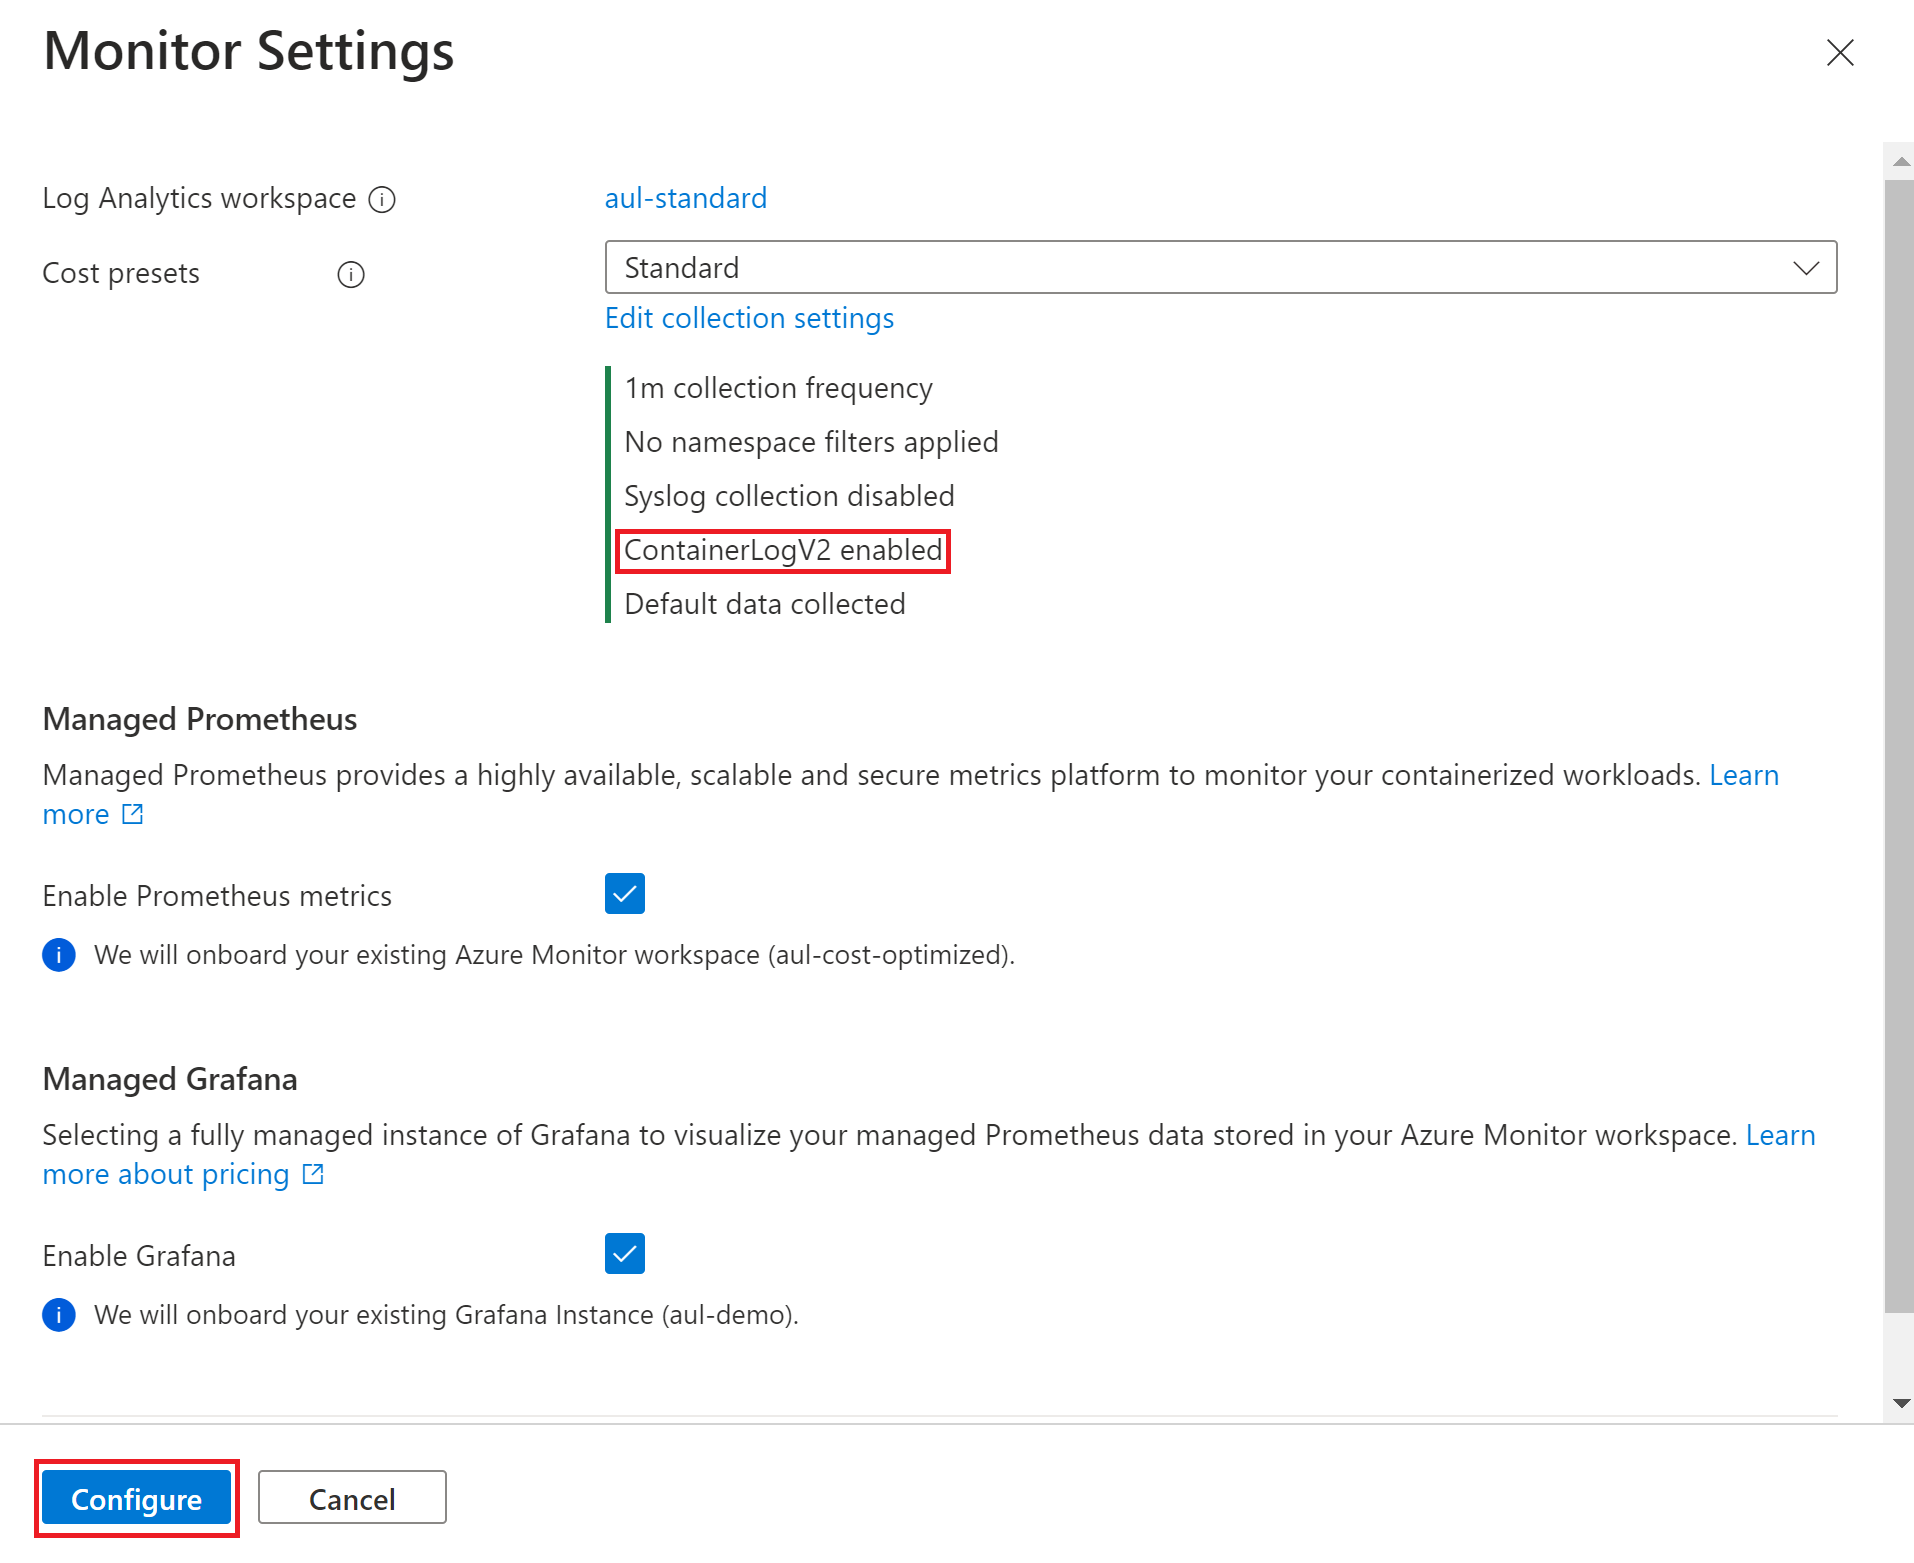 Monitor Settings
Log Analytics workspace
aul-standard
Cost presets
Standard
Edit collection settings
1m collection frequency
No namespace filters applied
Syslog collection disabled
ContainerLogV2 enabled
Default data collected
Managed Prometheus
Managed Prometheus provides a highly available, scalable and secure metrics platform to monitor your containerized workloads. Learn
more
Enable Prometheus metrics
We will onboard your existing Azure Monitor workspace (aul-cost-optimized).
Managed Grafana
Selecting a fully managed instance of Grafana to visualize your managed Prometheus data stored in your Azure Monitor workspace. Learn
more about pricing
Enable Grafana
We will onboard your existing Grafana Instance (aul-demo).
Configure
Cancel